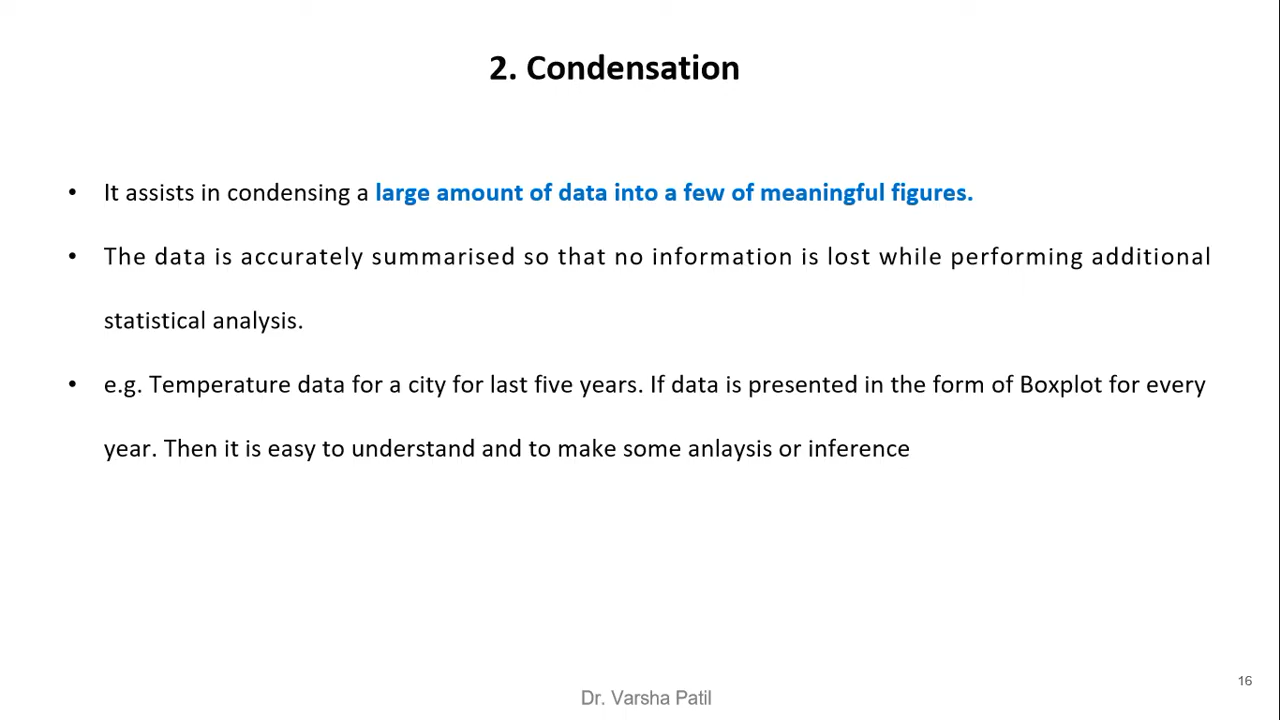 2. Condensation
• It assists in condensing a large amount of data into a few of meaningful figures.
• The data is accurately summarised so that no information is lost while performing additional
statistical analysis.
• e.g. Temperature data for a city for last five years. If data is presented in the form of Boxplot for every
year. Then it is easy to understand and to make some anlaysis or inference
16
Dr. Varsha Patil